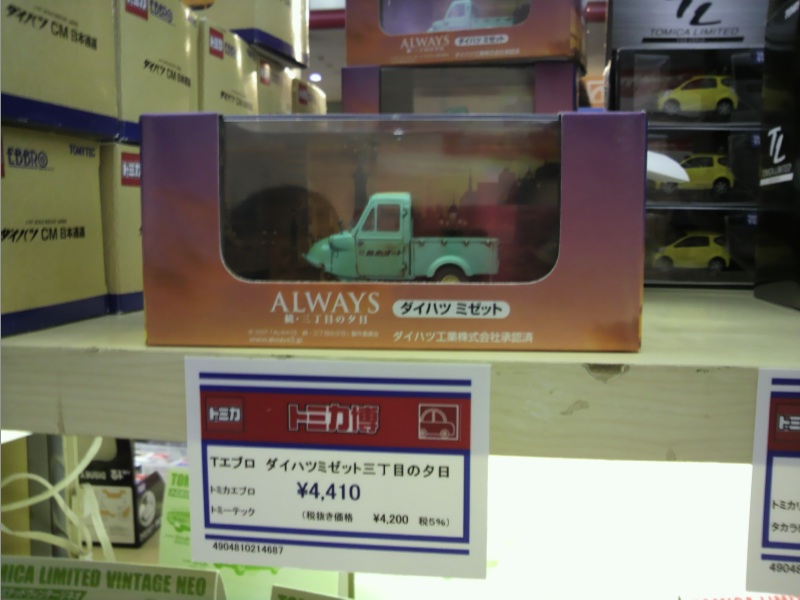 ダイハツ CM 日本通運
トミカ
EBBRO
TOMYTEC
ダイハツ CM 日本通運
ALWAYS
ダイハツ ミゼット
TL
TOMICA LIMITED
TL
ALWAYS
続・三丁目の夕日
ダイハツ ミゼット
ダイハツ工業株式会社承認済
トミカ
トミカ博
Tエブロ ダイハツミゼット三丁目の夕日
トミカエブロ
¥4,410
トミーテック
(税抜き価格 ¥4,200 税5%)
4904810214687
MICA LIMITED VINTAGE NEO